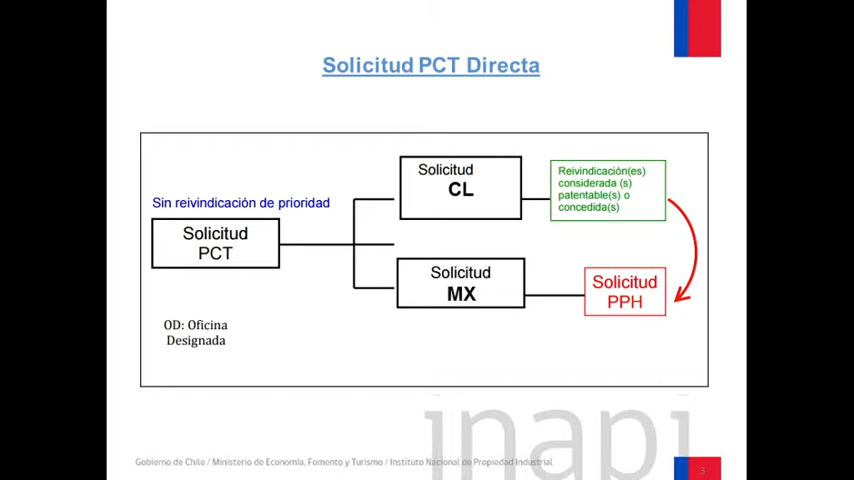 Solicitud PCT Directa
Solicitud
CL
Reivindicación(es)
considerada (s)
patentable(s) o
concedida(s)
Sin reivindicación de prioridad
Solicitud
PCT
Solicitud
MX
Solicitud
PPH
OD: Oficina
Designada
inapi
Gobierno de Chile / Ministerio de Economía, Fomento y Turismo / Instituto Nacional de Propiedad Industrial
3